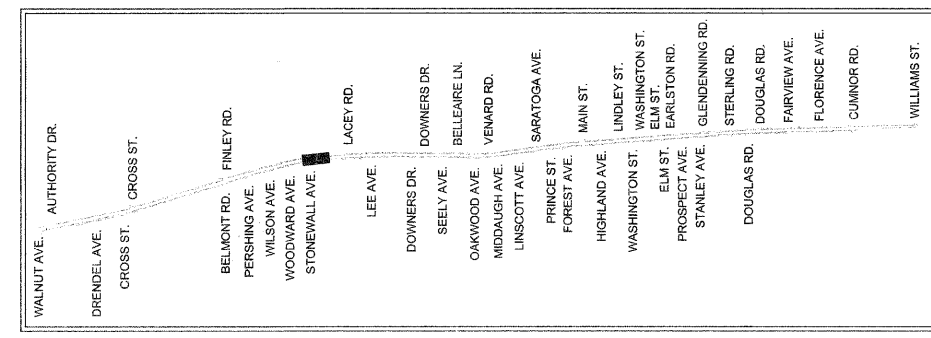 WALNUT AVE.
AUTHORITY DR.
DRENDEL AVE.
CROSS ST.
CROSS ST.
BELMONT RD.
FINLEY RD.
PERSHING AVE.
WILSON AVE.
WOODWARD AVE.
STONEWALL AVE.
LACEY RD.
LEE AVE.
DOWNERS DR.
DOWNERS DR.
SEELY AVE.
BELLEAIRE LN.
OAKWOOD AVE.
VENARD RD.
MIDDAUGH AVE.
LINSCOTT AVE.
SARATOGA AVE.
PRINCE ST.
FOREST AVE.
MAIN ST.
HIGHLAND AVE.
LINDLEY ST.
WASHINGTON ST.
WASHINGTON ST.
ELM ST.
ELM ST.
EARLSTON RD.
PROSPECT AVE.
STANLEY AVE.
GLENDENNING RD.
STERLING RD.
DOUGLAS RD.
DOUGLAS RD.
FAIRVIEW AVE.
FLORENCE AVE.
CUMNOR RD.
WILLIAMS ST.